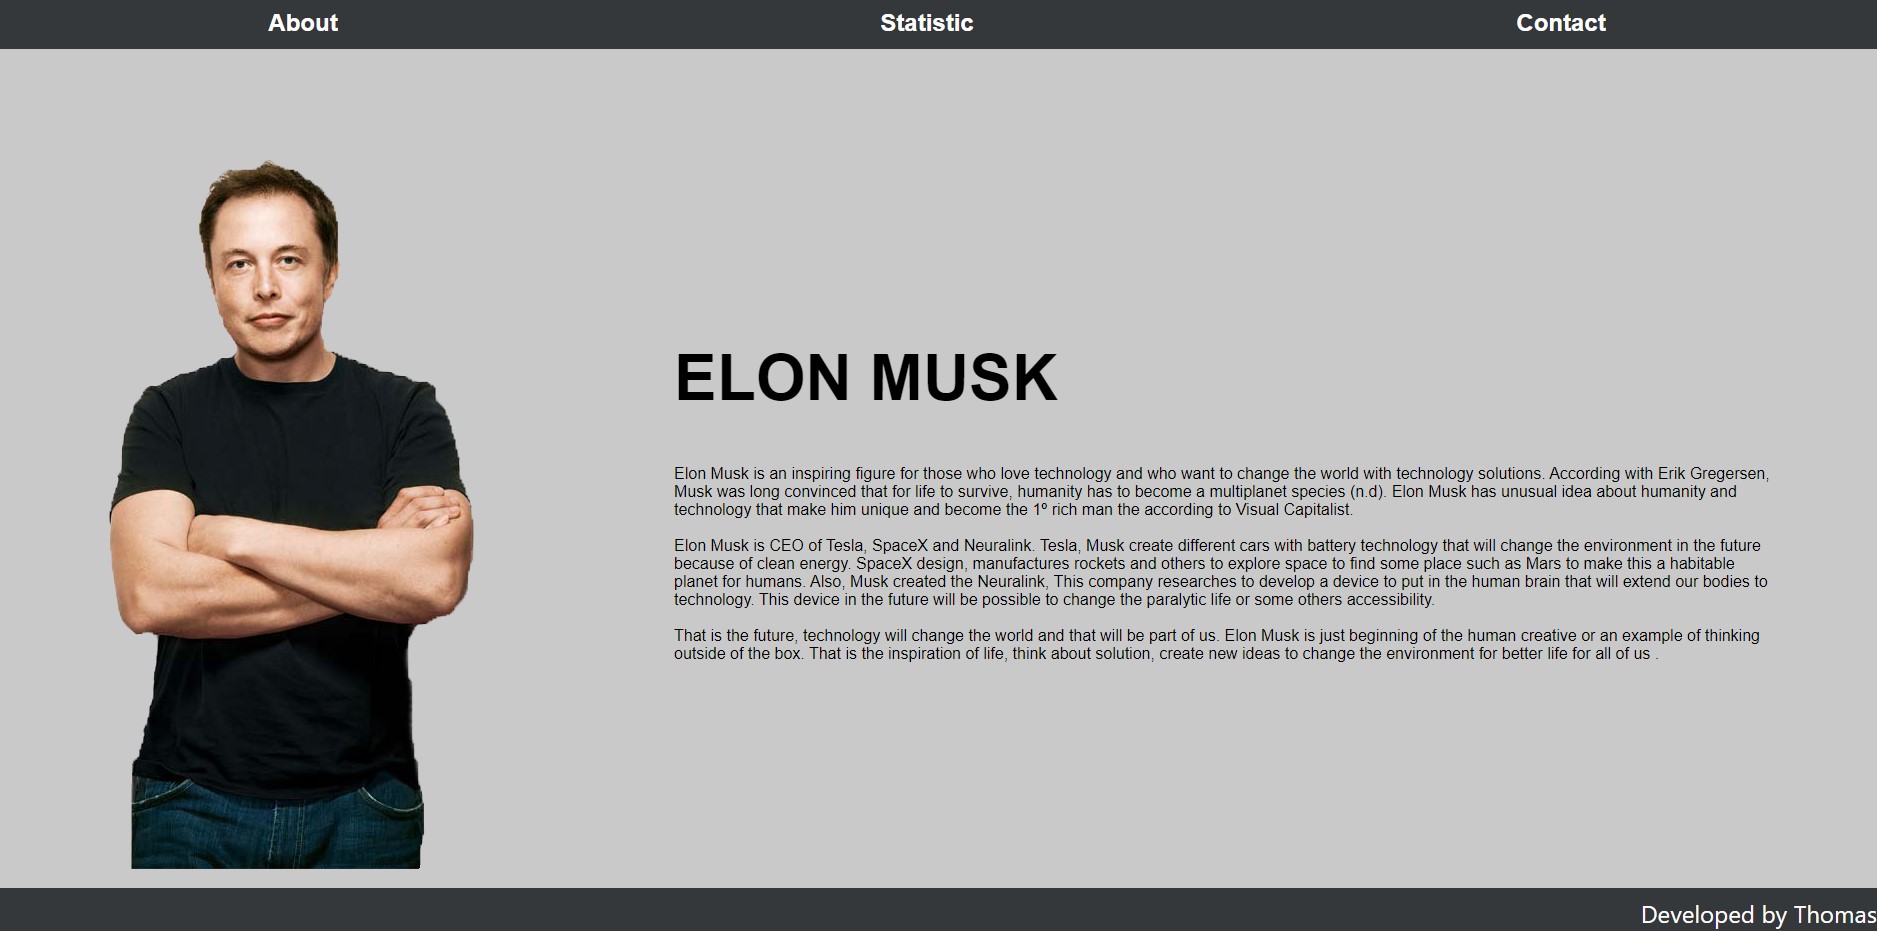 About
Statistic
Contact
ELON MUSK
Elon Musk is an inspiring figure for those who love technology and who want to change the world with technology solutions. According with Erik Gregersen,
Musk was long convinced that for life to survive, humanity has to become a multiplanet species (n.d). Elon Musk has unusual idea about humanity and
technology that make him unique and become the 1º rich man the according to Visual Capitalist.
Elon Musk is CEO of Tesla, SpaceX and Neuralink. Tesla, Musk create different cars with battery technology that will change the environment in the future
because of clean energy. SpaceX design, manufactures rockets and others to explore space to find some place such as Mars to make this a habitable
planet for humans. Also, Musk created the Neuralink, This company researches to develop a device to put in the human brain that will extend our bodies to
technology. This device in the future will be possible to change the paralytic life or some others accessibility.
That is the future, technology will change the world and that will be part of us. Elon Musk is just beginning of the human creative or an example of thinking
outside of the box. That is the inspiration of life, think about solution, create new ideas to change the environment for better life for all of us .
Developed by Thomas